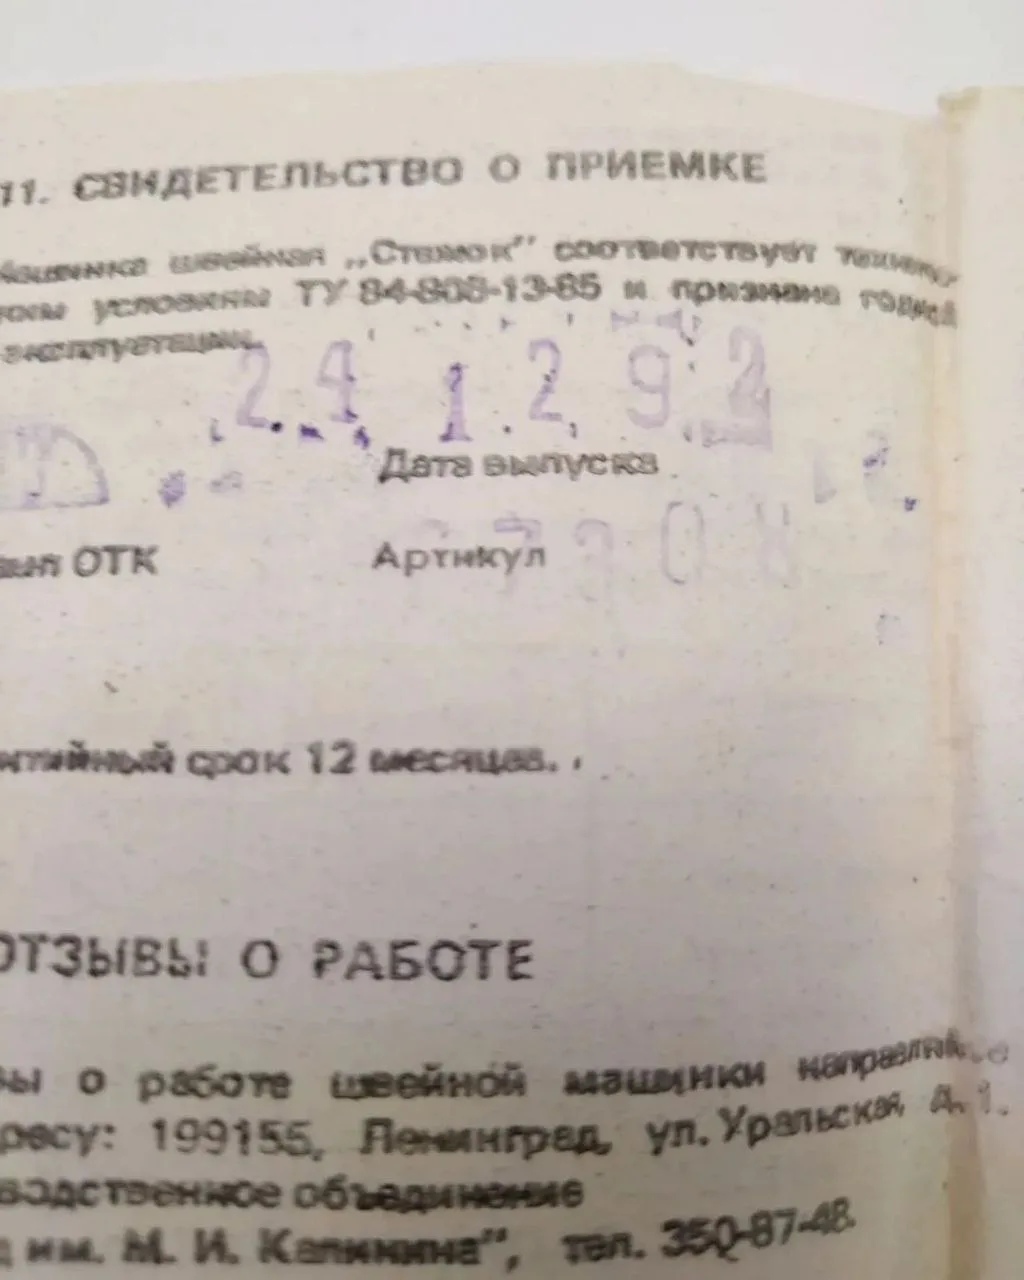 11. СВИДЕТЕЛЬСТВО О ПРИЕМКЕ
швейная „Стежок" соответствует
условиям ТУ 84-808-13-85 и признана годной
эксплуатации.
24 12 92
Дата выпуска
ОТК Артикул
срок 12 месяцев.
ОТЗЫВЫ О РАБОТЕ
о работе швейной машинки
199155, Ленинград, ул. Уральская, д. 1.
объединение
им. М. И. Калинина", тел. 350-87-48.